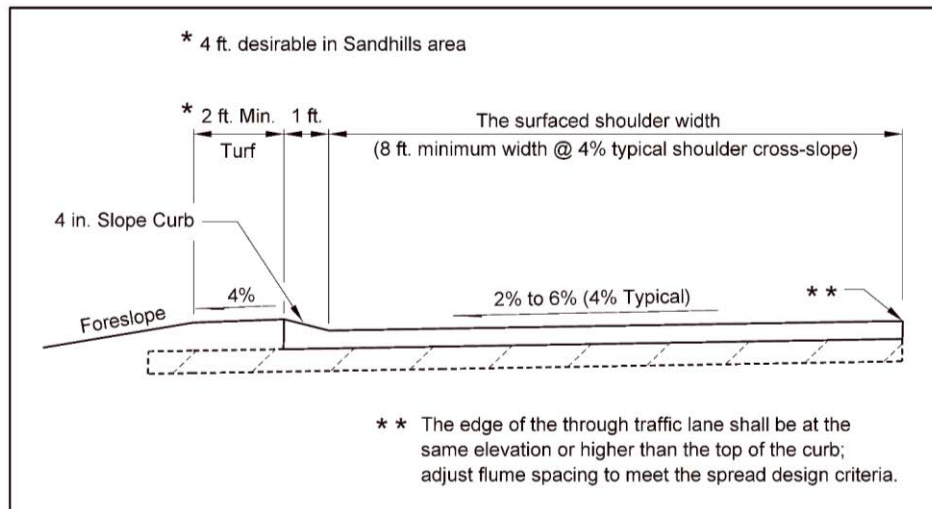 * 4 ft. desirable in Sandhills area
* 2 ft. Min.
Turf
1 ft.
The surfaced shoulder width
(8 ft. minimum width @ 4% typical shoulder cross-slope)
4 in. Slope Curb
4%
2% to 6% (4% Typical)
* *
Foreslope
* * The edge of the through traffic lane shall be at the
same elevation or higher than the top of the curb;
adjust flume spacing to meet the spread design criteria.